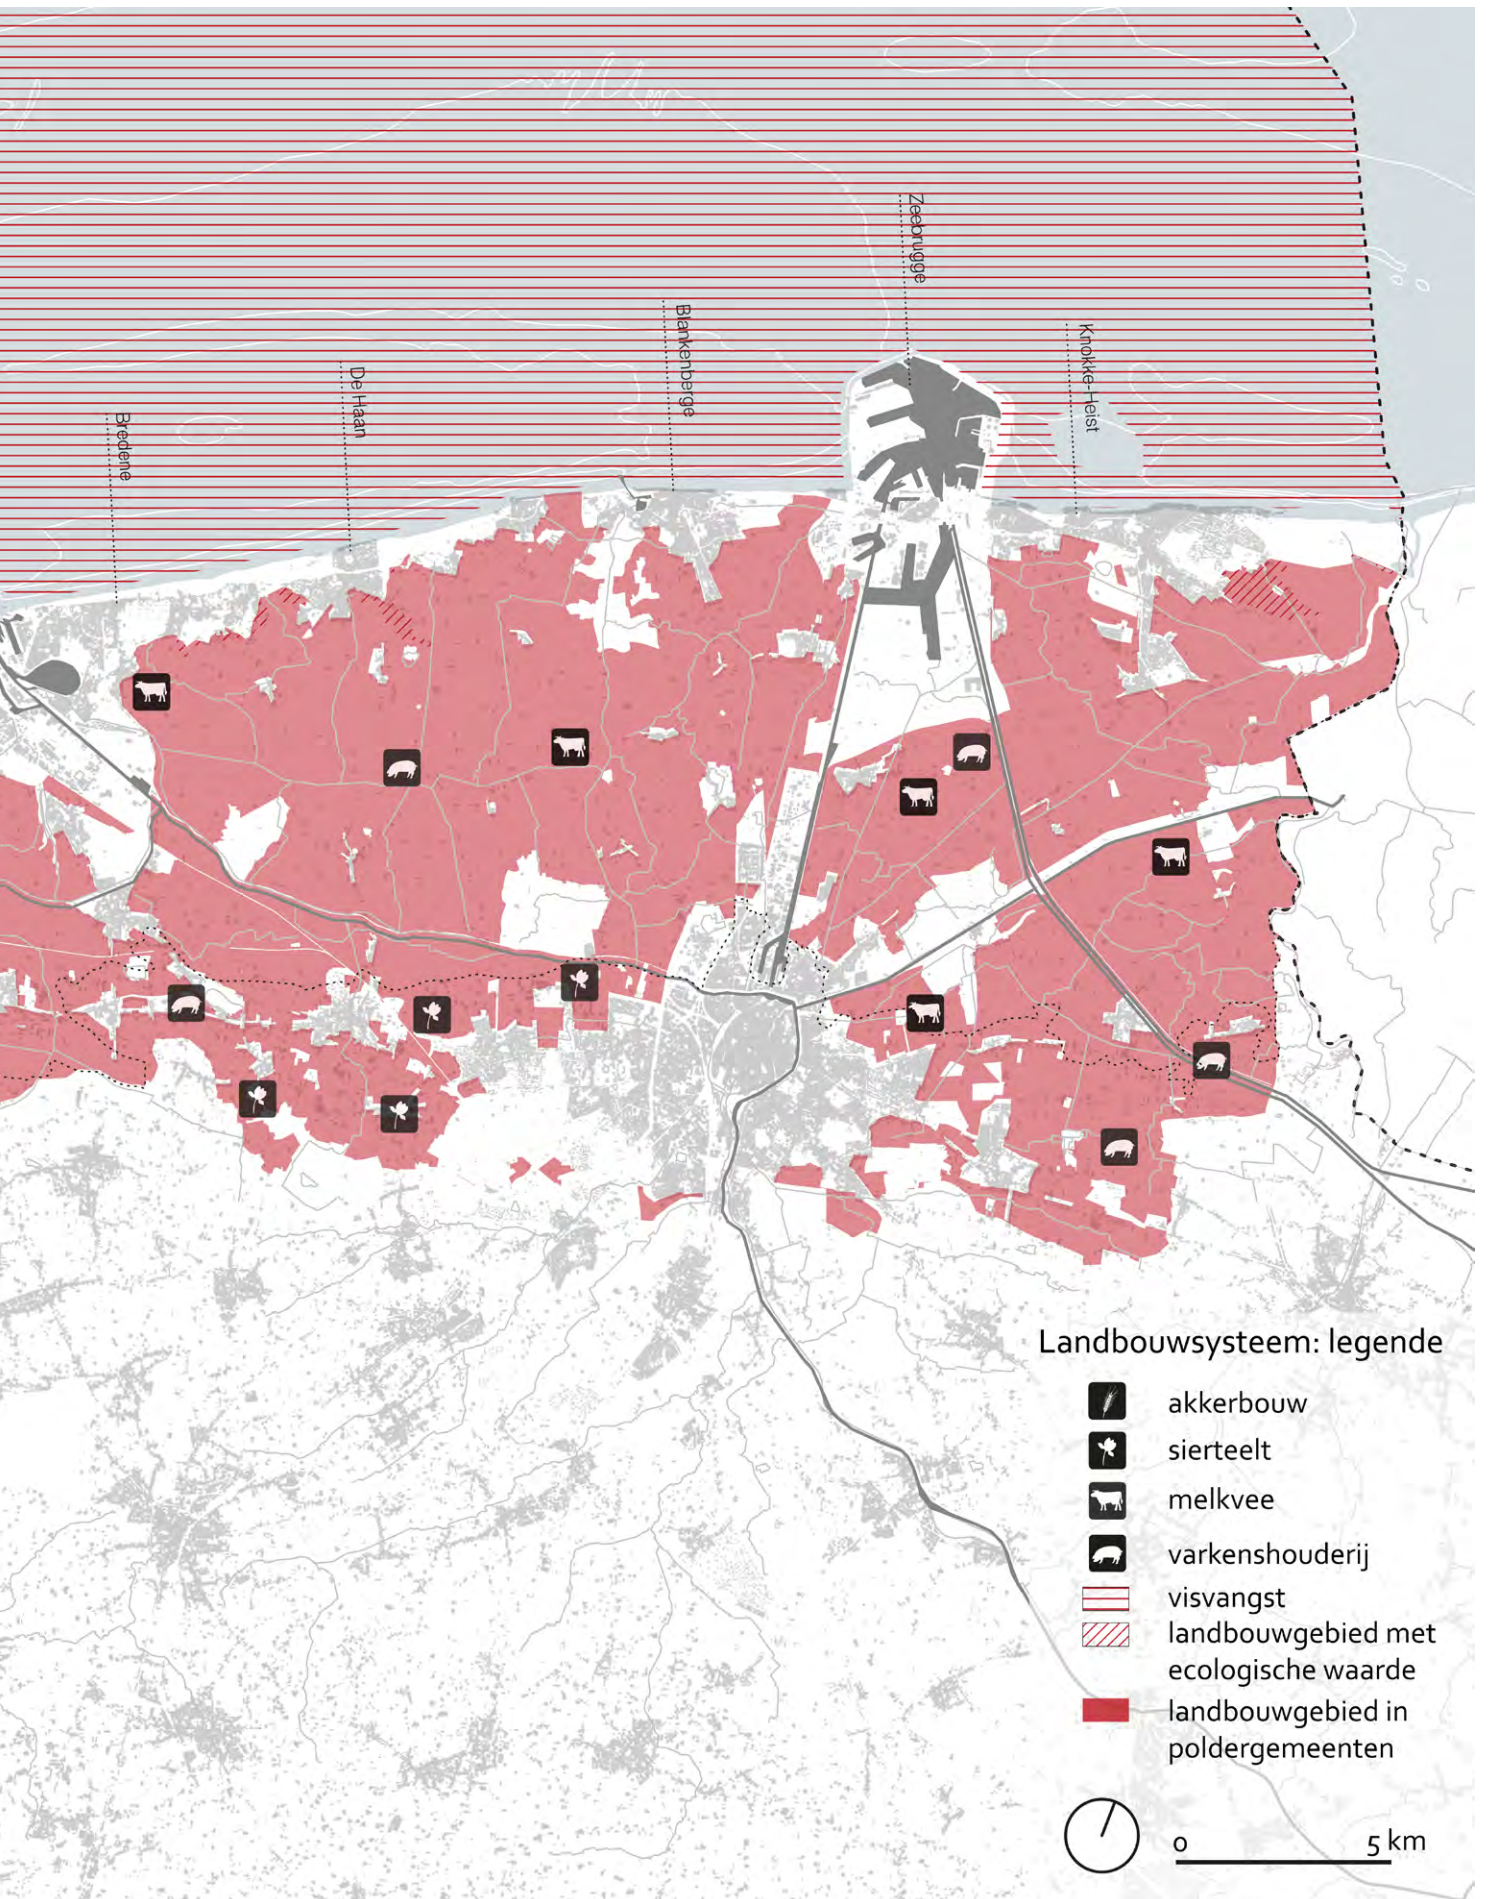 Zeebrugge
Blankenberge
Knokke-Heist
De Haan
Bredene
Landbouwsysteem: legende
akkerbouw
sierteelt
melkvee
varkenshouderij
visvangst
landbouwgebied met
ecologische waarde
landbouwgebied in
poldergemeenten
0 5 km